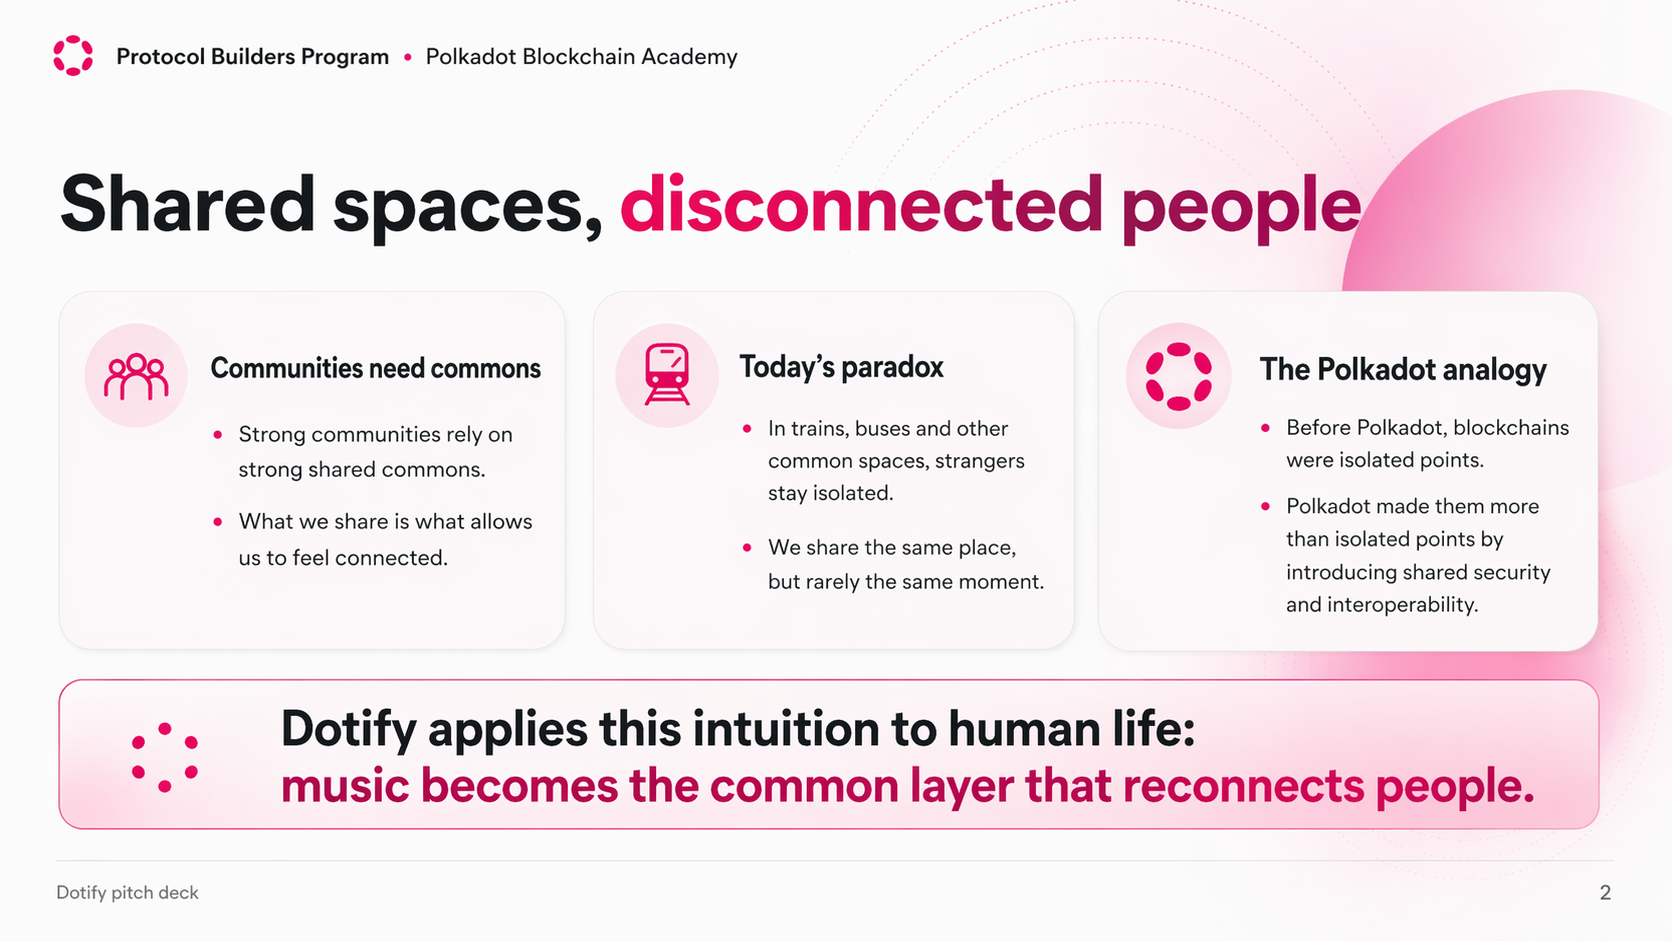 Protocol Builders Program • Polkadot Blockchain Academy
Shared spaces, disconnected people
Communities need commons
• Strong communities rely on
strong shared commons.
• What we share is what allows
us to feel connected.
Today’s paradox
• In trains, buses and other
common spaces, strangers
stay isolated.
• We share the same place,
but rarely the same moment.
The Polkadot analogy
• Before Polkadot, blockchains
were isolated points.
• Polkadot made them more
than isolated points by
introducing shared security
and interoperability.
Dotify applies this intuition to human life:
music becomes the common layer that reconnects people.
Dotify pitch deck
2